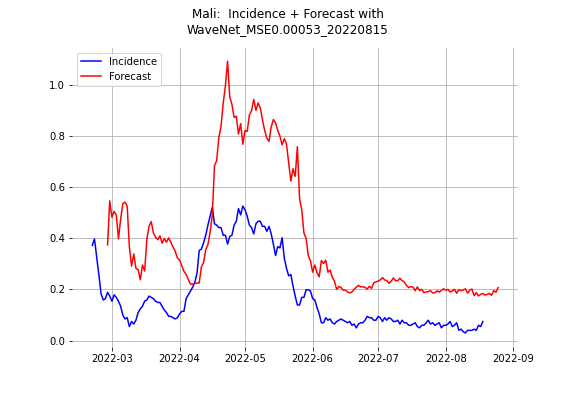 Mali:  Incidence + Forecast with
WaveNet_MSE0.00053_20220815
Incidence
Forecast
1.0
0.8
0.6
0.4
0.2
0.0
2022-03 2022-04 2022-05 2022-06 2022-07 2022-08 2022-09